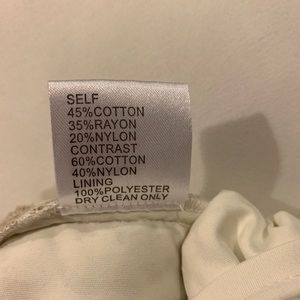 SELF
45%COTTON
35%RAYON
20%NYLON
CONTRAST
60%COTTON
40%NYLON
LINING
100%POLYESTER
DRY CLEAN ONLY